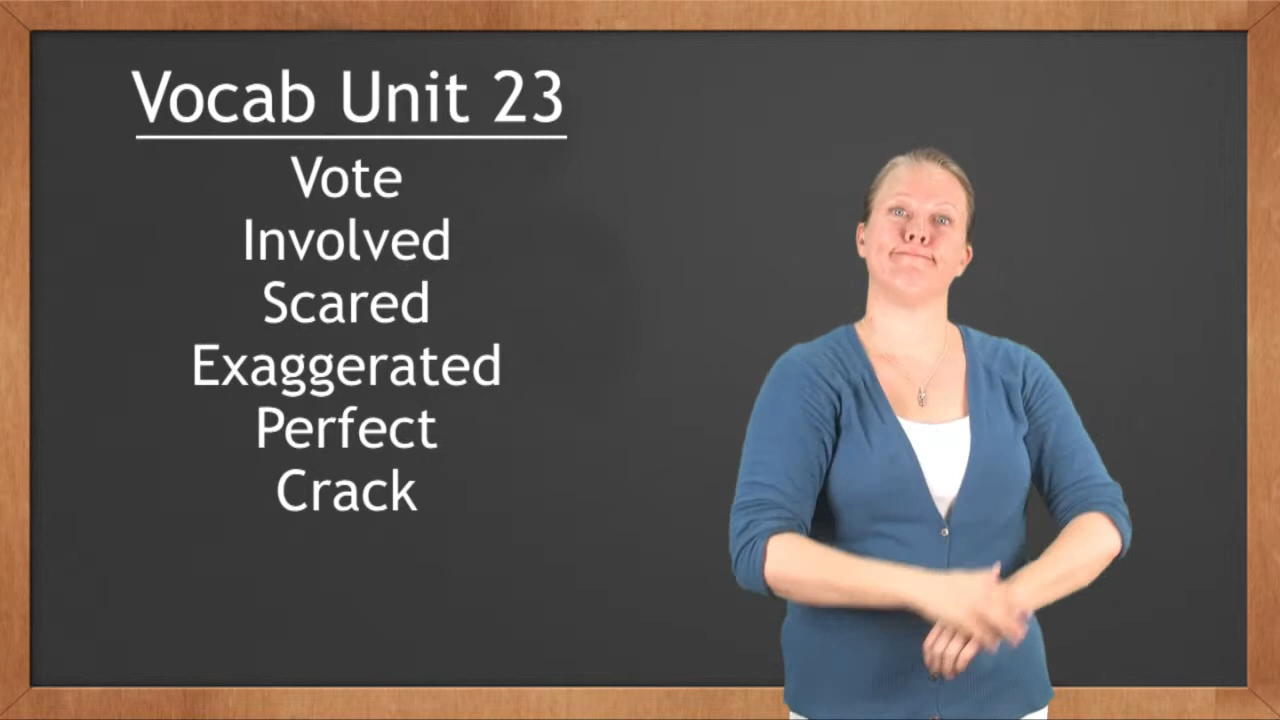 Vocab Unit 23
Vote
Involved
Scared
Exaggerated
Perfect
Crack